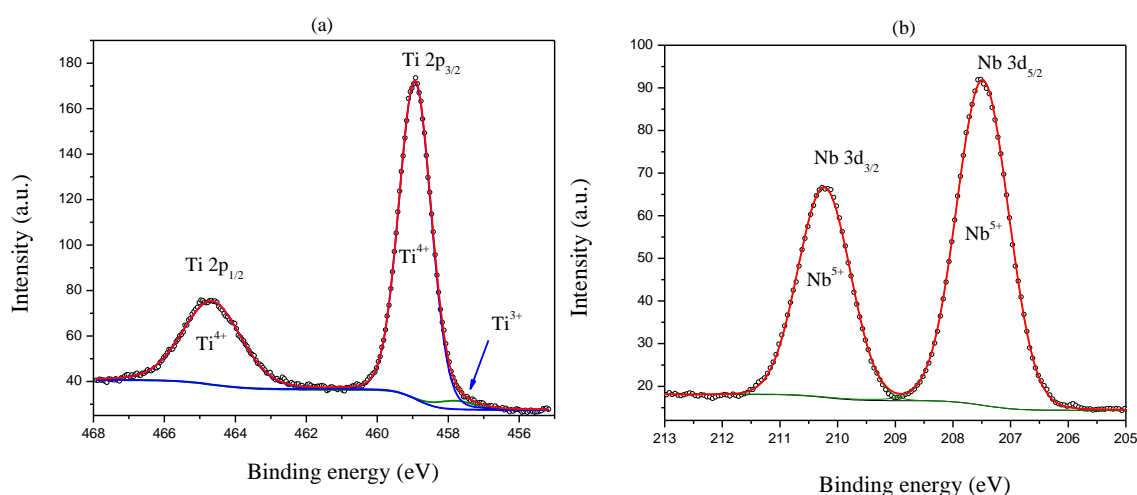 (a)
Ti 2p3/2
180
160
140
120
100
80
60
40
Ti4+
Ti3+
Ti 2p1/2
Ti4+
468 466 464 462 460 458 456
Binding energy (eV)
Intensity (a.u.)
(b)
Nb 3d5/2
Nb 3d3/2
100
90
80
70
60
50
40
30
20
Nb5+
Nb5+
213 212 211 210 209 208 207 206 205
Binding energy (eV)
Intensity (a.u.)